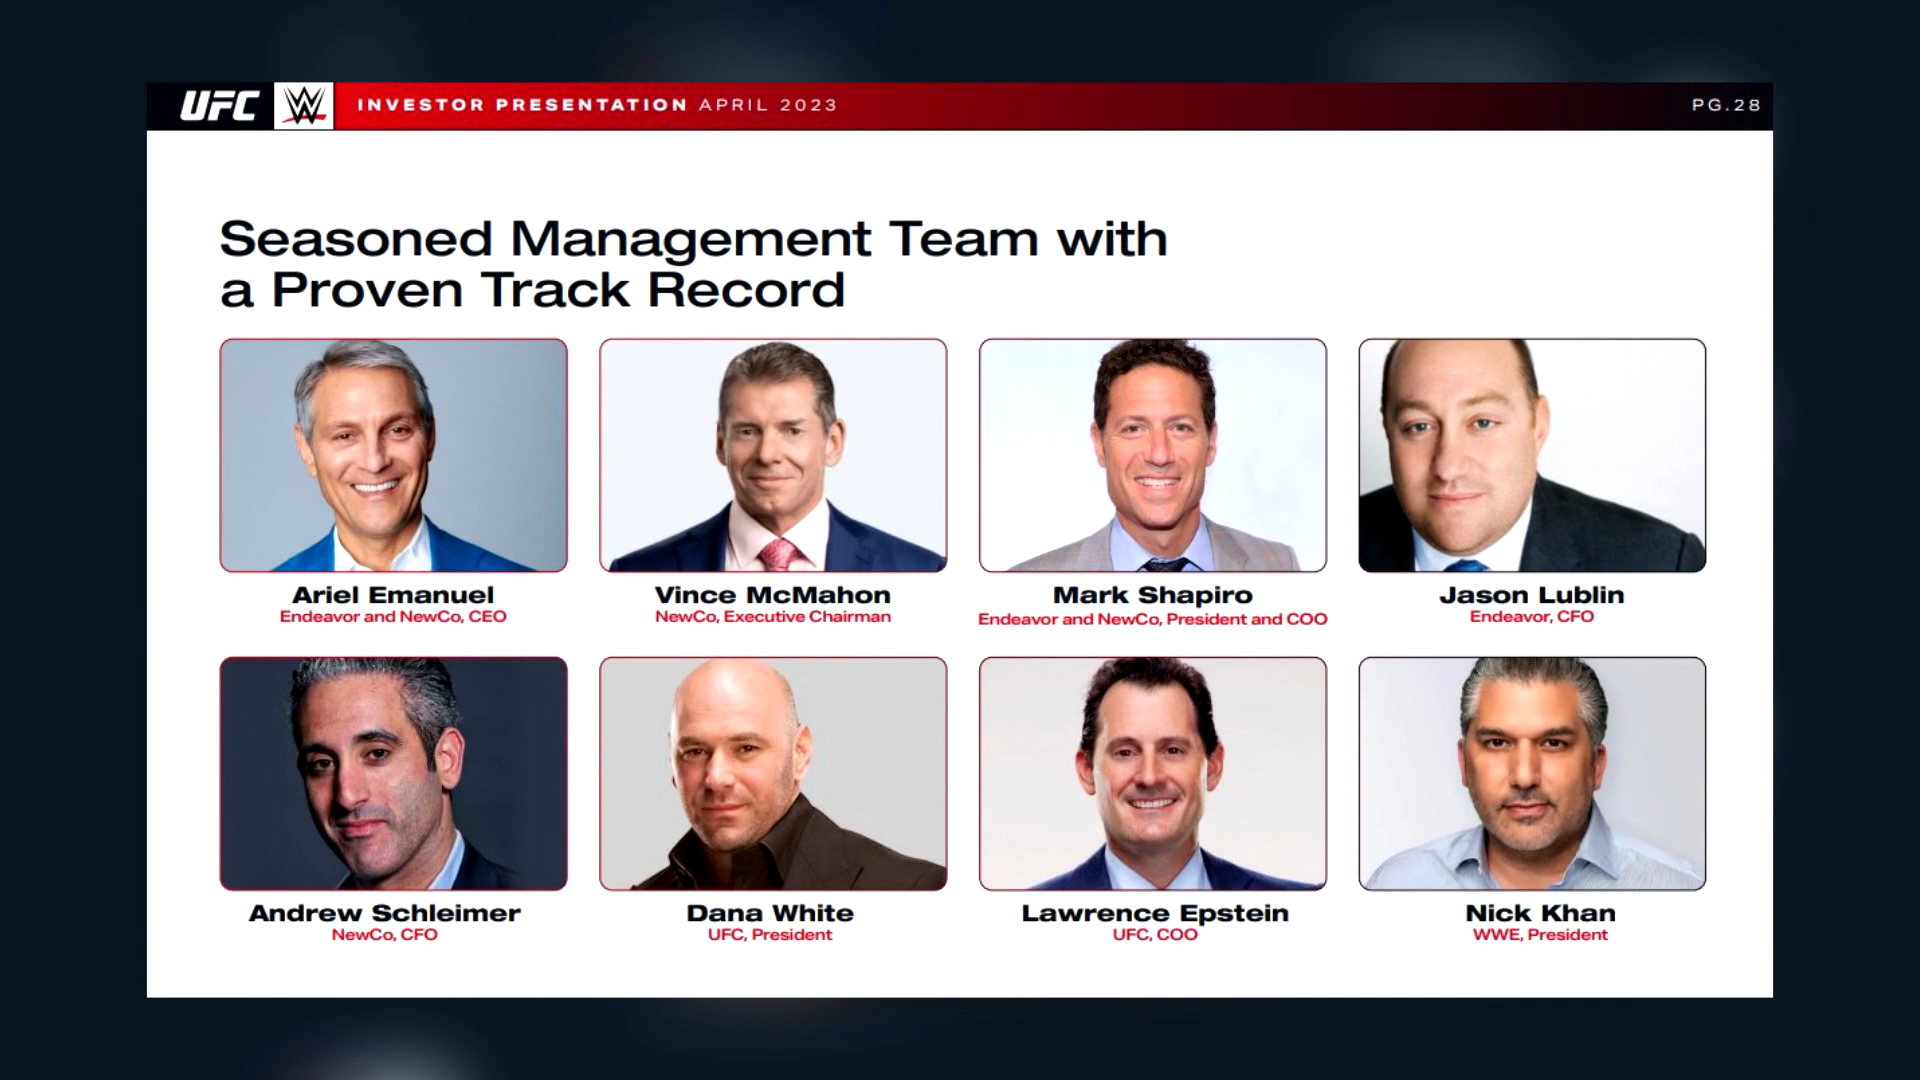 UFC W INVESTOR PRESENTATION APRIL 2023 PG.28
Seasoned Management Team with
a Proven Track Record
Ariel Emanuel
Endeavor and NewCo, CEO
Vince McMahon
NewCo, Executive Chairman
Mark Shapiro
Endeavor and NewCo, President and COO
Jason Lublin
Endeavor, CFO
Andrew Schleimer
NewCo, CFO
Dana White
UFC, President
Lawrence Epstein
UFC, COO
Nick Khan
WWE, President